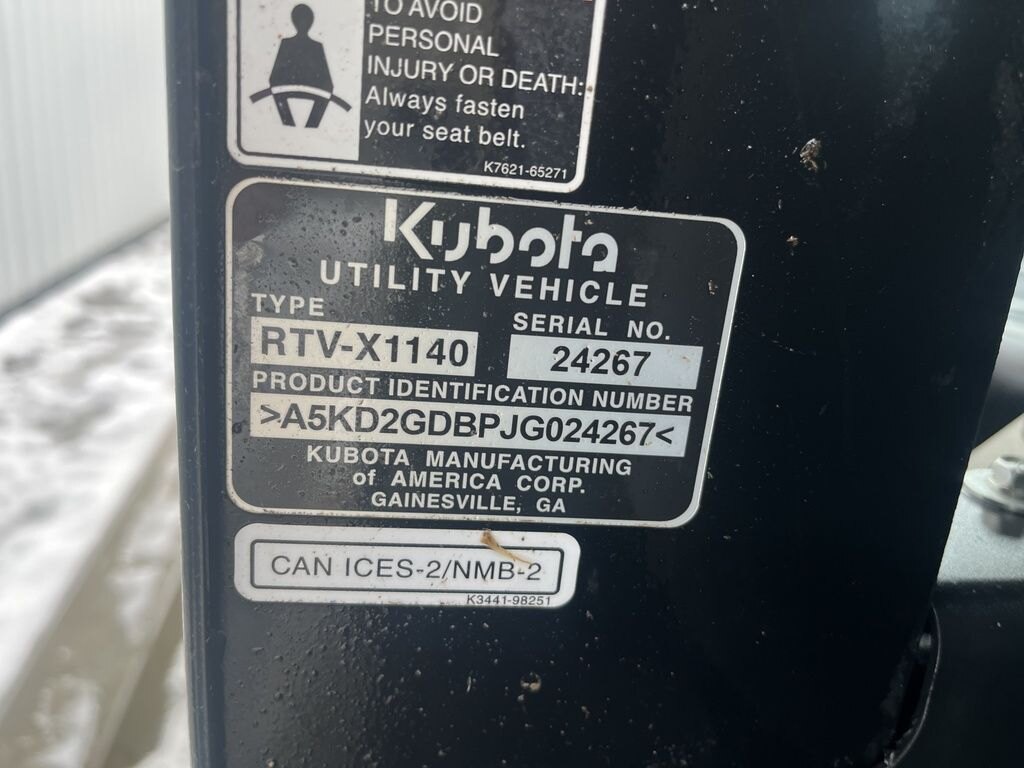 TO AVOID
PERSONAL
INJURY OR DEATH:
Always fasten
your seat belt.
K7621-65271
Kubota
UTILITY VEHICLE
TYPE
SERIAL NO.
RTV-X1140
24267
PRODUCT IDENTIFICATION NUMBER
>A5KD2GDBPJG024267<
KUBOTA MANUFACTURING
of AMERICA CORP.
GAINESVILLE, GA
CAN ICES-2/NMB-2
K3441-98251